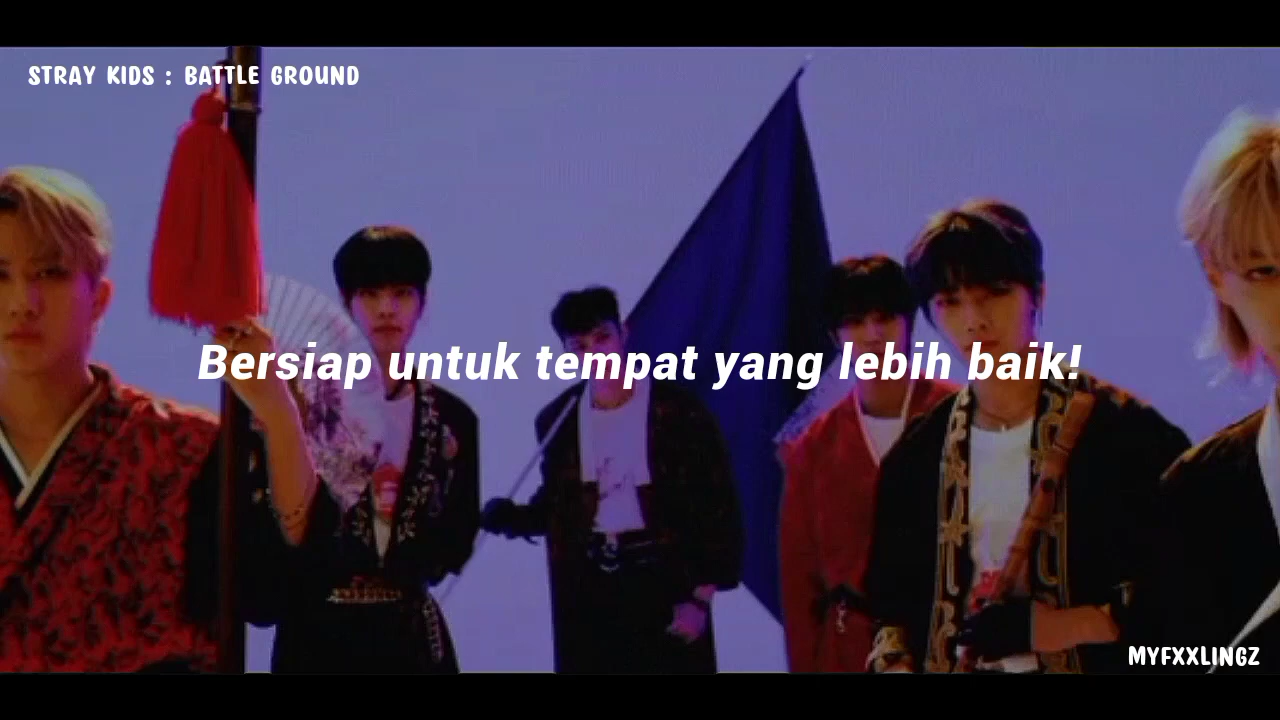 STRAY KIDS : BATTLE GROUND
Bersiap untuk tempat yang lebih baik!
MYFXXLINGZ